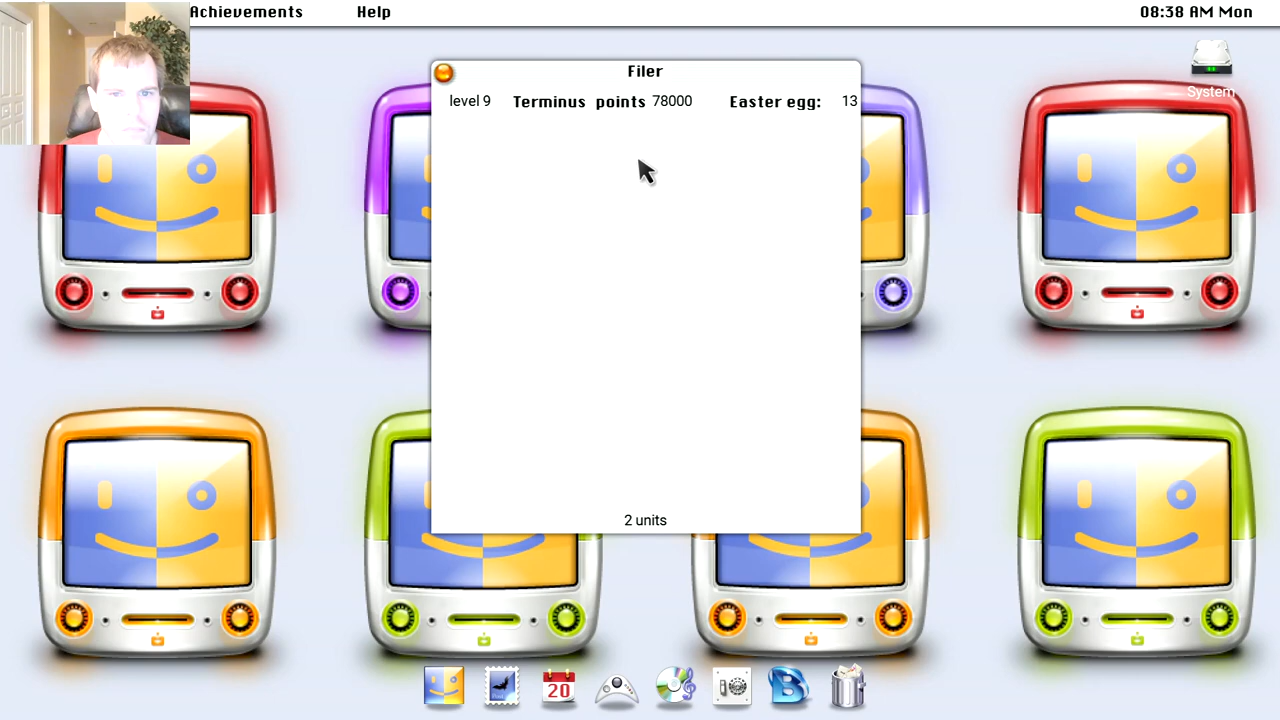 Achievements Help 08:38 AM Mon
Filer
System
level 9 Terminus points 78000 Easter egg: 13
2 units
20